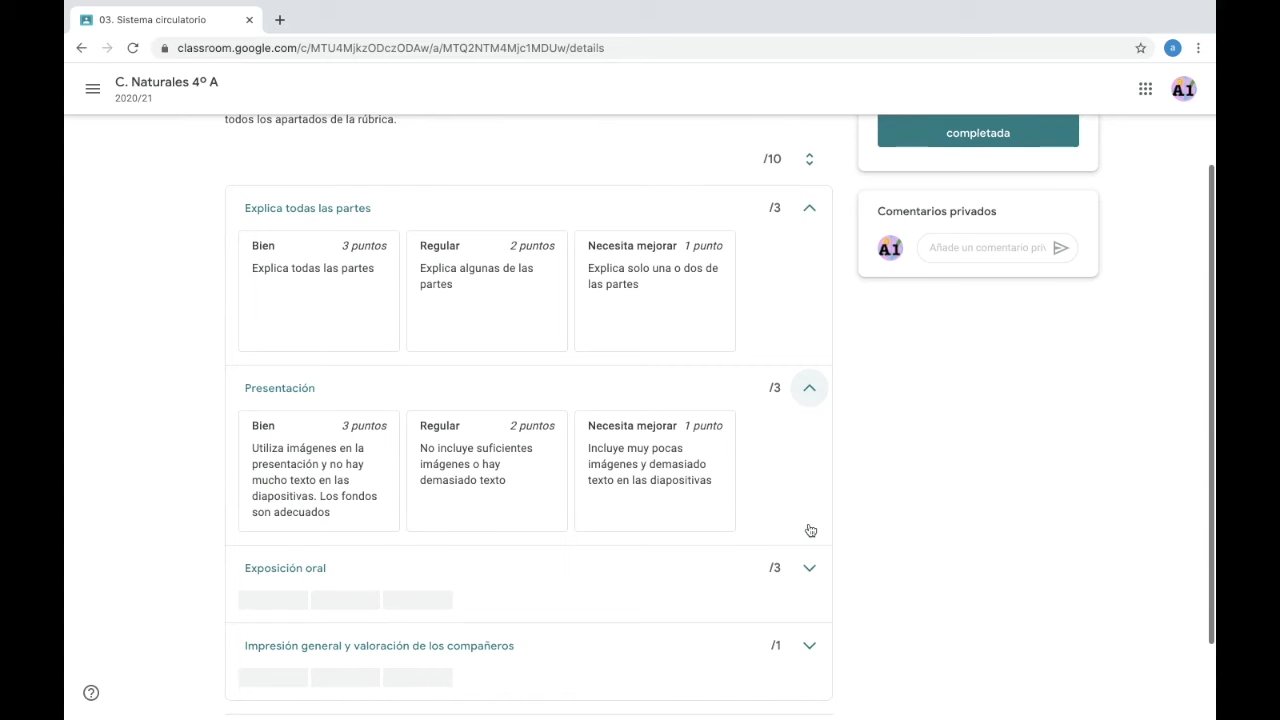 03. Sistema circulatorio
classroom.google.com/c/MTU4MjkzODczODAw/a/MTQ2NTM4Mjc1MDUw/details
a
C. Naturales 4º A
2020/21
A1
todos los apartados de la rúbrica.
completada
/10
Explica todas las partes
/3
Bien 3 puntos
Explica todas las partes
Regular 2 puntos
Explica algunas de las
partes
Necesita mejorar 1 punto
Explica solo una o dos de
las partes
Comentarios privados
A1
Añade un comentario priv
Presentación
/3
Bien 3 puntos
Utiliza imágenes en la
presentación y no hay
mucho texto en las
diapositivas. Los fondos
son adecuados
Regular 2 puntos
No incluye suficientes
imágenes o hay
demasiado texto
Necesita mejorar 1 punto
Incluye muy pocas
imágenes y demasiado
texto en las diapositivas
Exposición oral
/3
Impresión general y valoración de los compañeros
/1